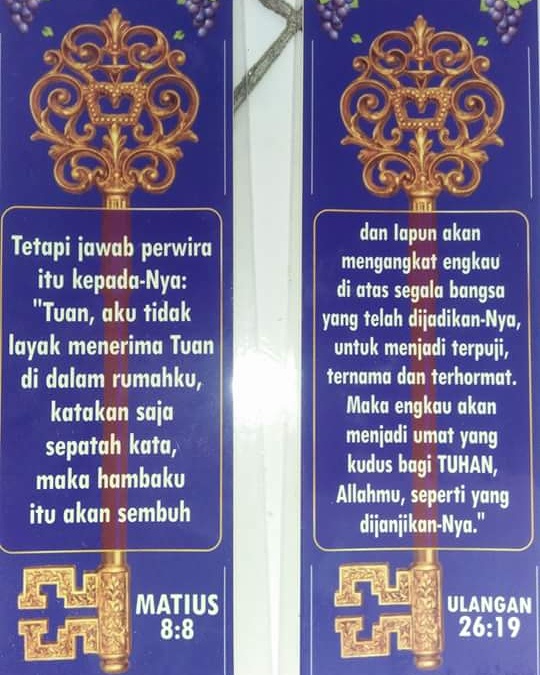 Tetapi jawab perwira
itu kepada-Nya:
"Tuan, aku tidak
layak menerima Tuan
di dalam rumahku,
katakan saja
sepatah kata,
maka hambaku
itu akan sembuh
MATIUS
8:8
dan Iapun akan
mengangkat engkau
di atas segala bangsa
yang telah dijadikan-Nya,
untuk menjadi terpuji,
ternama dan terhormat.
Maka engkau akan
menjadi umat yang
kudus bagi TUHAN,
Allahmu, seperti yang
dijanjikan-Nya."
ULANGAN
26:19